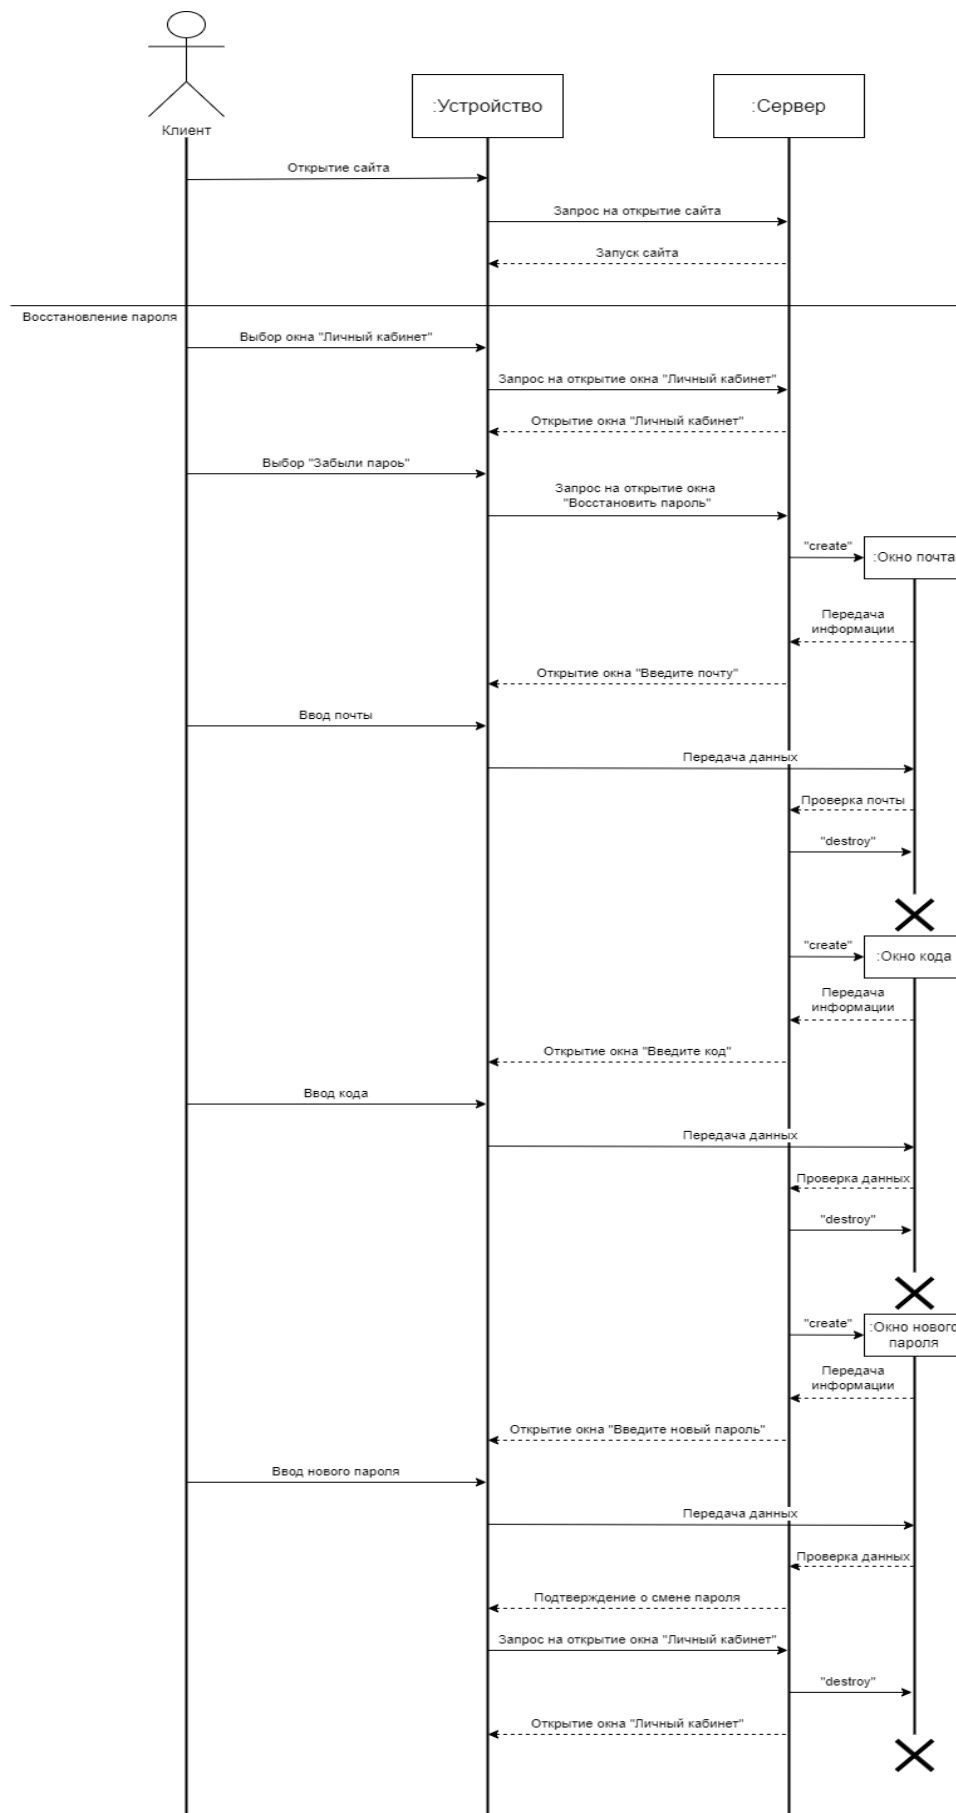 Клиент
:Устройство
:Сервер
Открытие сайта
Запрос на открытие сайта
Запуск сайта
Восстановление пароля
Выбор окна "Личный кабинет"
Запрос на открытие окна "Личный кабинет"
Открытие окна "Личный кабинет"
Выбор "Забыли пароь"
Запрос на открытие окна
"Восстановить пароль"
"create"
:Окно почта
Передача
информации
Открытие окна "Введите почту"
Ввод почты
Передача данных
Проверка почты
"destroy"
"create"
:Окно кода
Передача
информации
Открытие окна "Введите код"
Ввод кода
Передача данных
Проверка данных
"destroy"
"create"
:Окно нового
пароля
Передача
информации
Открытие окна "Введите новый пароль"
Ввод нового пароля
Передача данных
Проверка данных
Подтверждение о смене пароля
Запрос на открытие окна "Личный кабинет"
"destroy"
Открытие окна "Личный кабинет"